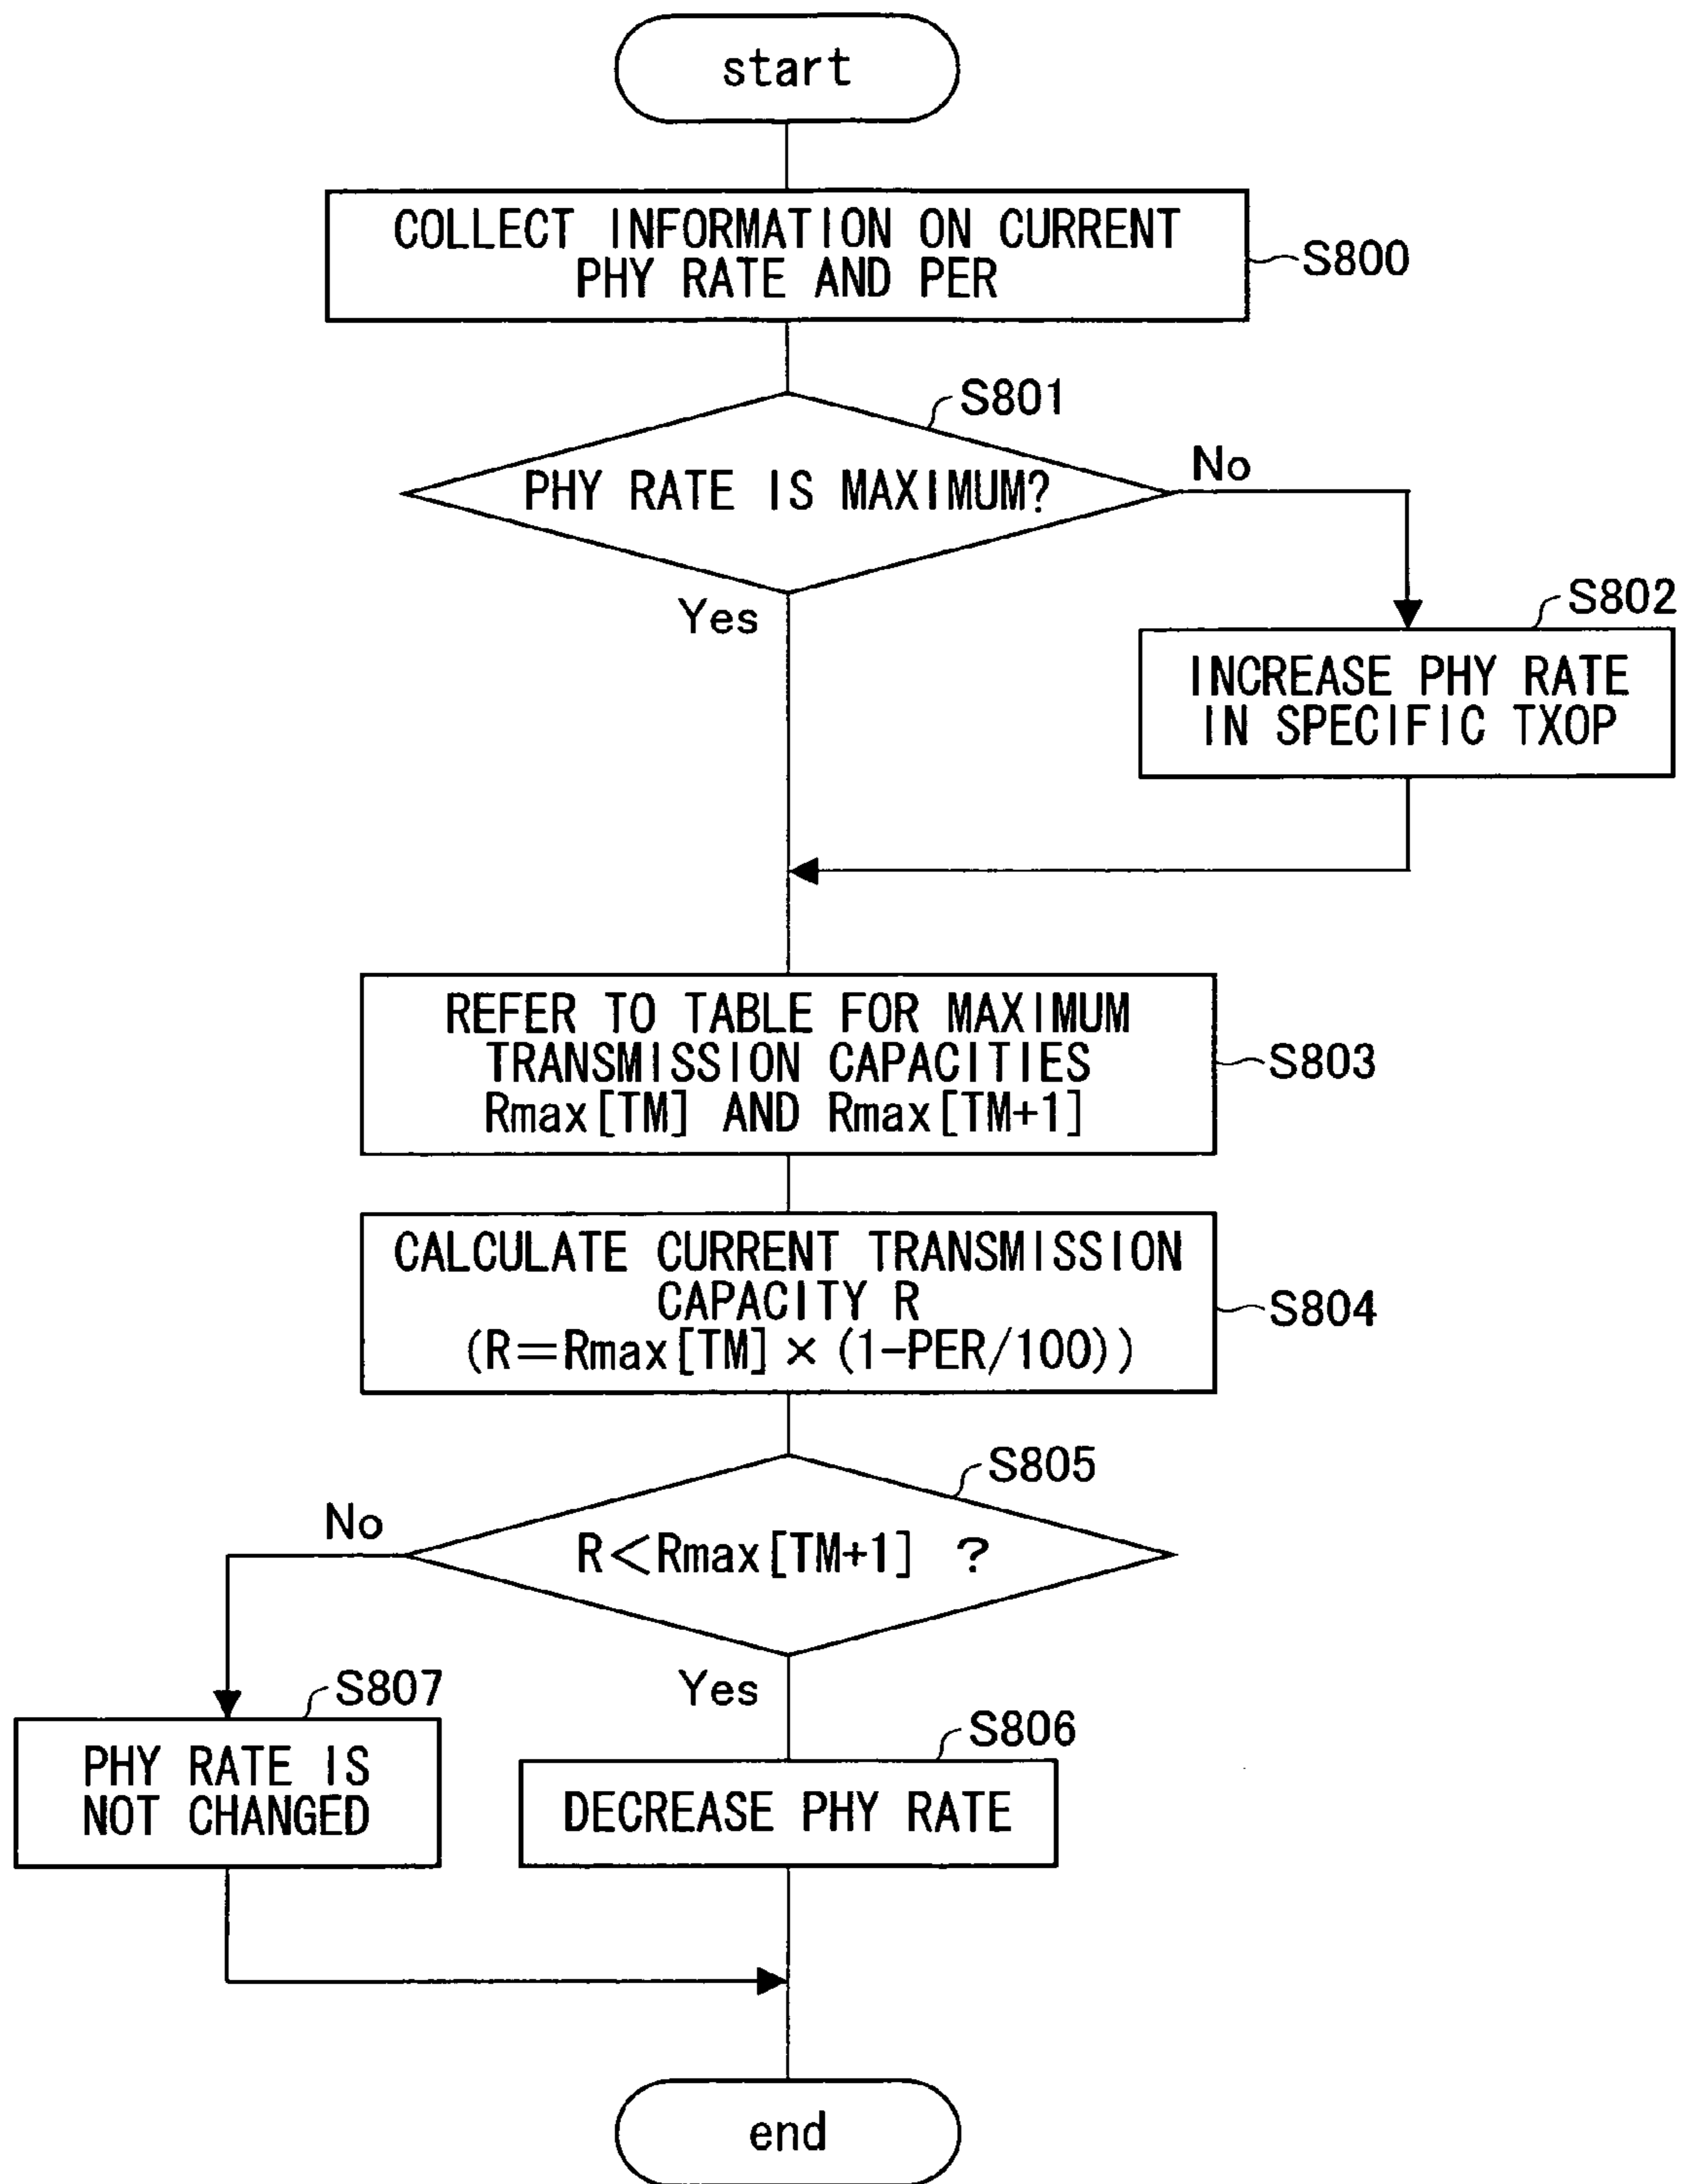 start
COLLECT INFORMATION ON CURRENT
PHY RATE AND PER
S800
S801
PHY RATE IS MAXIMUM?
No
Yes
S802
INCREASE PHY RATE
IN SPECIFIC TXOP
REFER TO TABLE FOR MAXIMUM
TRANSMISSION CAPACITIES
Rmax[TM] AND Rmax[TM+1]
S803
CALCULATE CURRENT TRANSMISSION
CAPACITY R
(R=Rmax[TM]×(1-PER/100))
S804
S805
R<Rmax[TM+1] ?
No
Yes
S807
PHY RATE IS
NOT CHANGED
S806
DECREASE PHY RATE
end